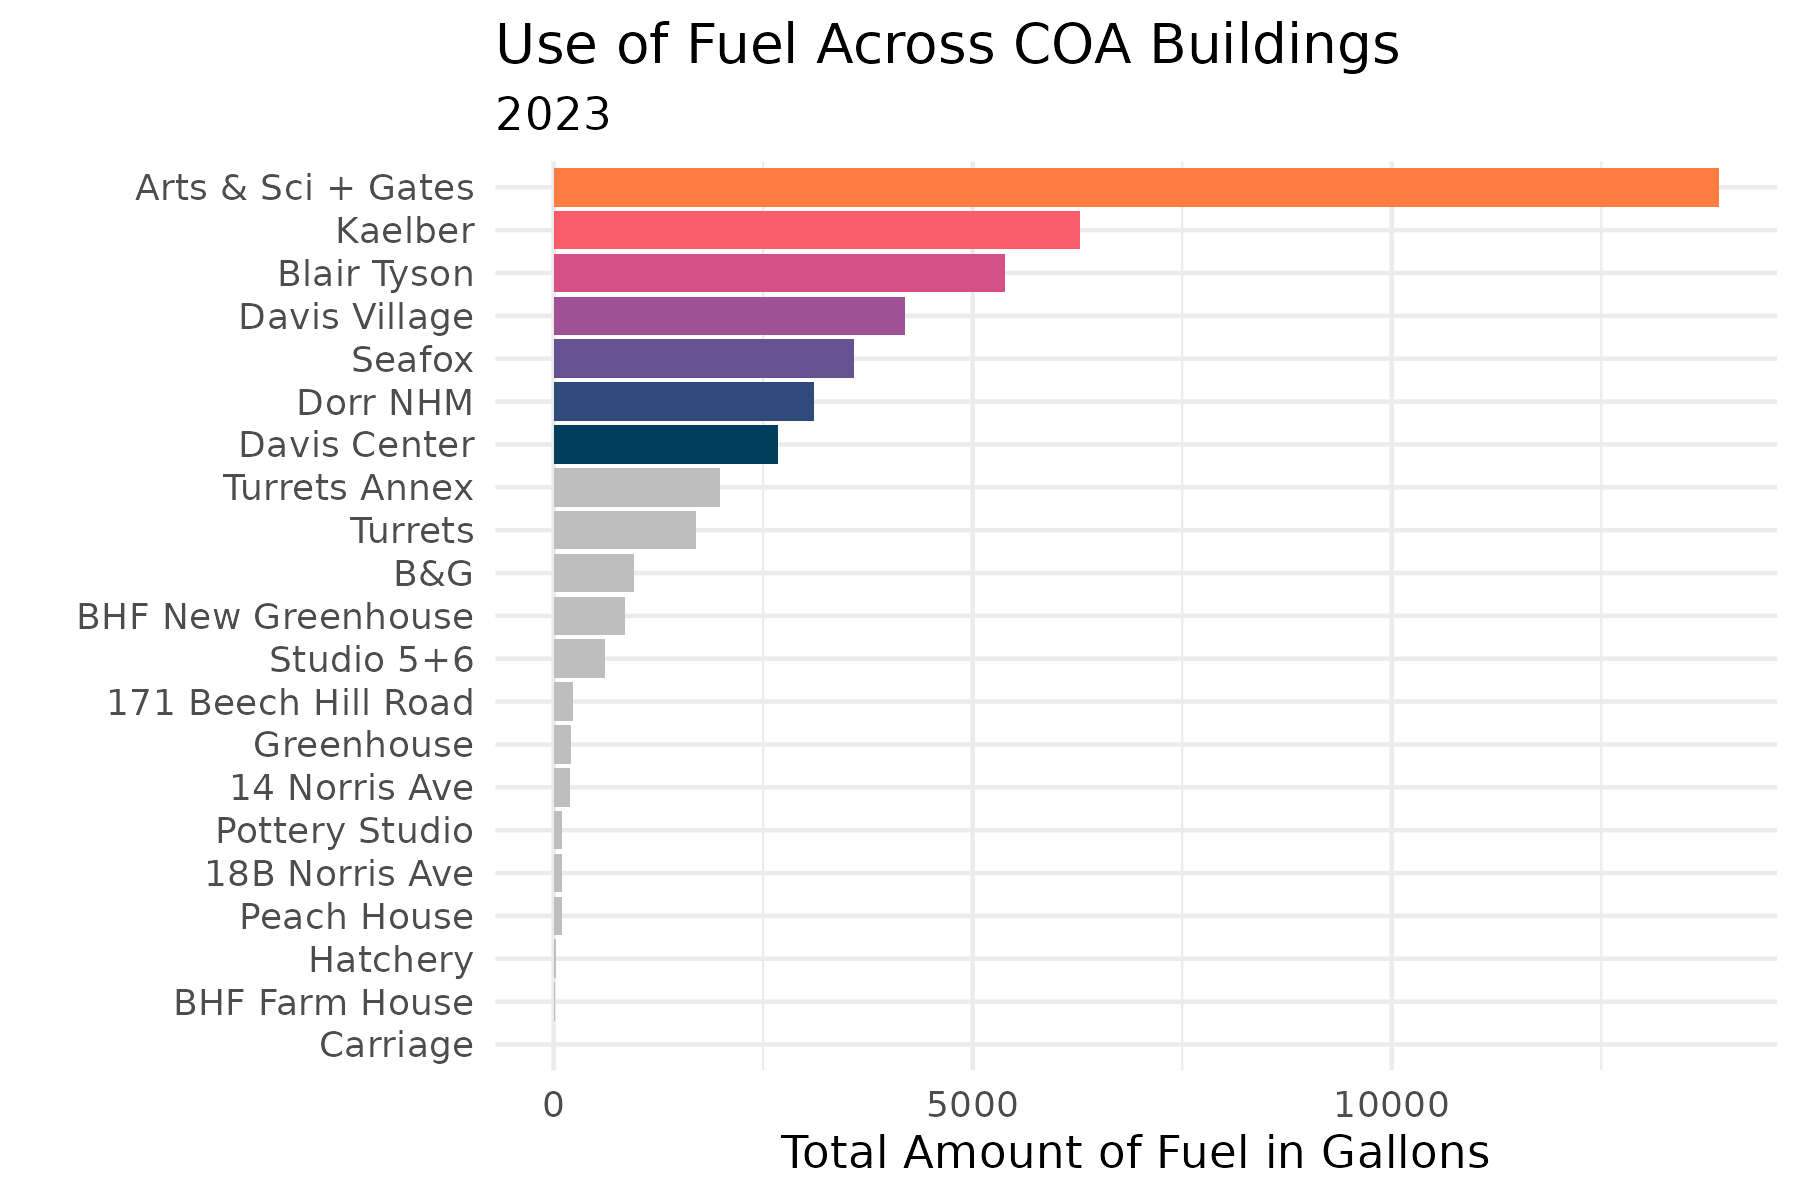 Use of Fuel Across COA Buildings
2023
Arts & Sci + Gates
Kaelber
Blair Tyson
Davis Village
Seafox
Dorr NHM
Davis Center
Turrets Annex
Turrets
B&G
BHF New Greenhouse
Studio 5+6
171 Beech Hill Road
Greenhouse
14 Norris Ave
Pottery Studio
18B Norris Ave
Peach House
Hatchery
BHF Farm House
Carriage
0 5000 10000
Total Amount of Fuel in Gallons